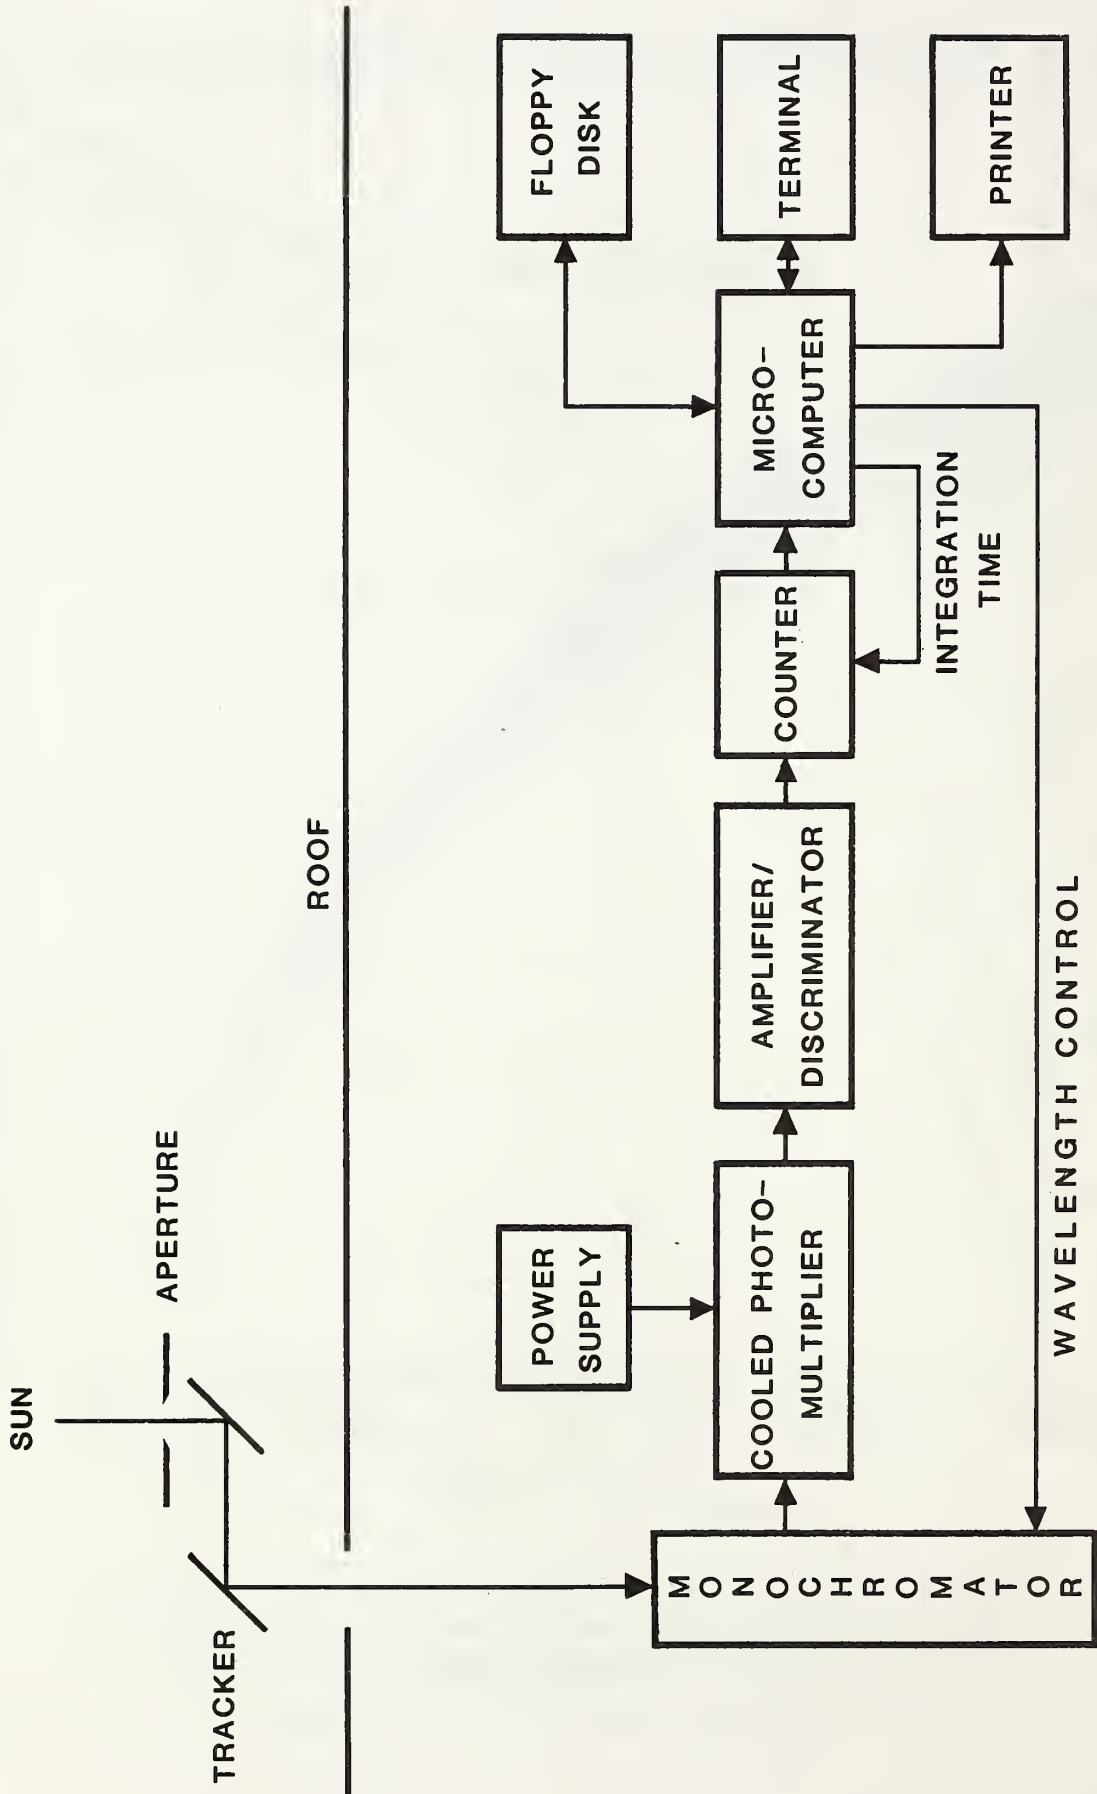 SUN
APERTURE
TRACKER
ROOF
POWER
SUPPLY
FLOPPY
DISK
MONOCHROMATOR
COOLED PHOTO-
MULTIPLIER
AMPLIFIER/
DISCRIMINATOR
COUNTER
MICRO-
COMPUTER
TERMINAL
INTEGRATION
TIME
PRINTER
WAVELENGTH CONTROL